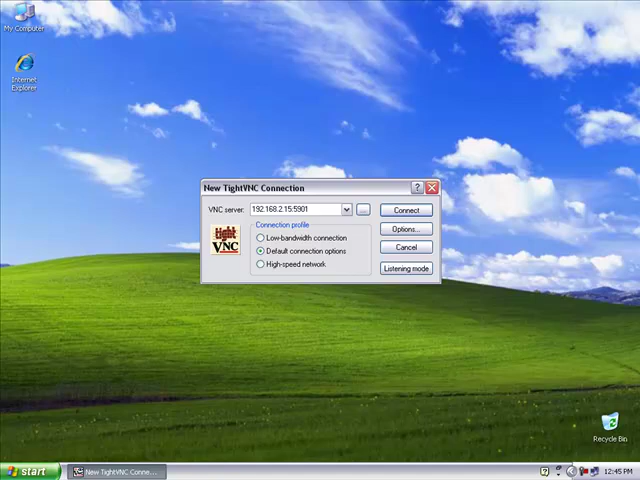 My Computer
Internet
Explorer
New TightVNC Connection
VNC server:
192.168.2.15:5901
...
Connect
Connection profile
Low-bandwidth connection
Default connection options
High-speed network
Options...
Cancel
Listening mode
tight
VNC
Recycle Bin
start
New TightVNC Conne...
12:45 PM